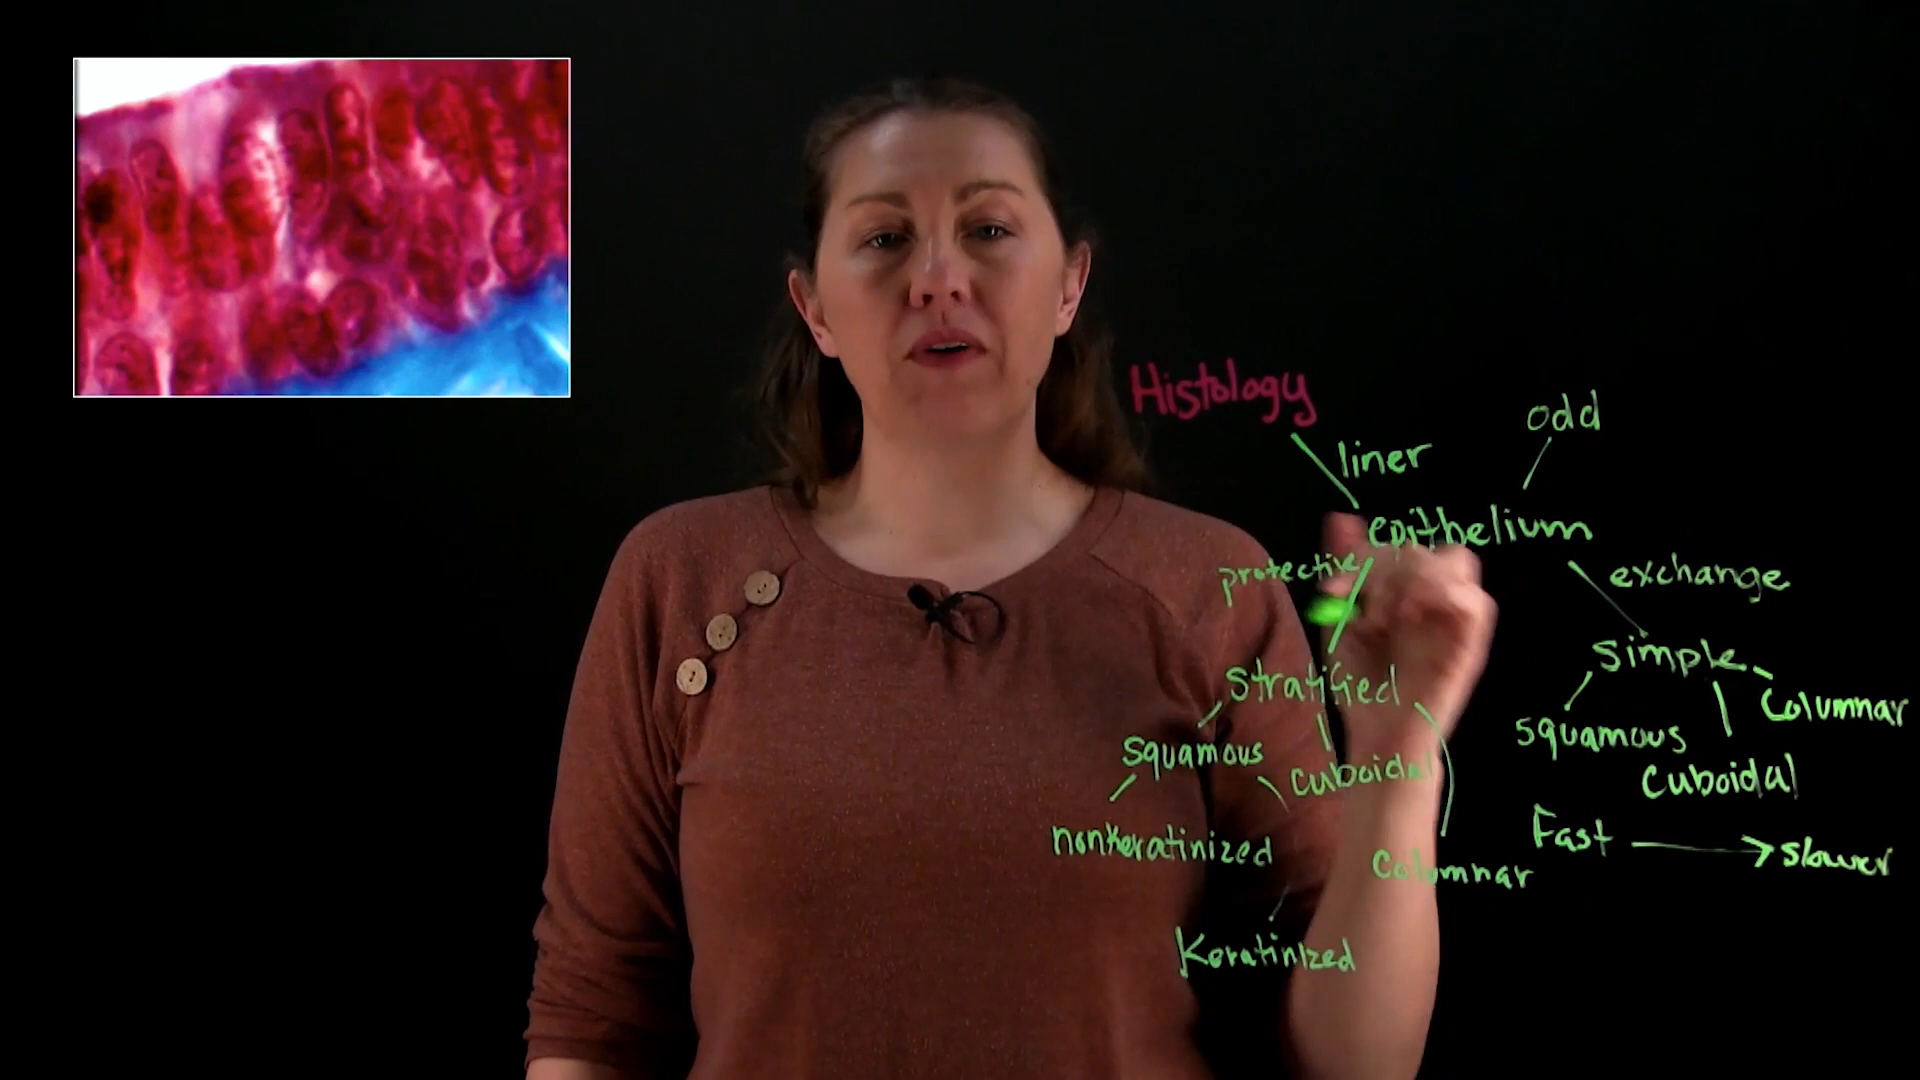 Histology
odd
liner
epithelium
protective
exchange
simple
stratified
columnar
squamous
squamous
cuboidal
cuboidal
Fast
slower
nonkeratinized
columnar
Keratinized